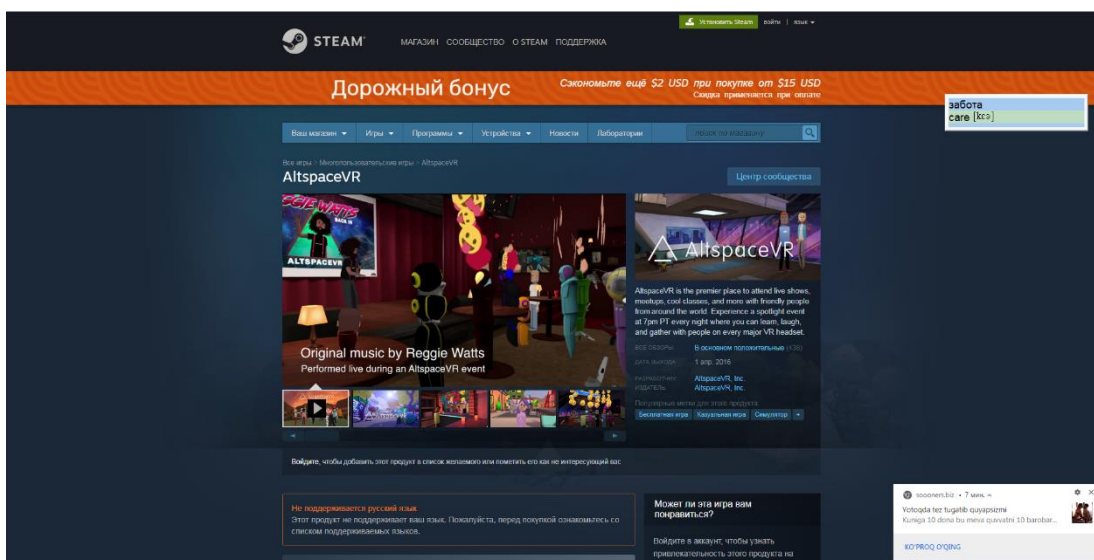 Установить Steam войти | язык
STEAM®
МАГАЗИН СООБЩЕСТВО О STEAM ПОДДЕРЖКА
Дорожный бонус
Сэкономьте ещё $2 USD при покупке от $15 USD
Скидка применяется при оплате
забота
care [kɛə]
Ваш магазин Игры Программы Устройства Новости Лаборатории поиск по магазину
Все игры > Многопользовательские игры > AltspaceVR
AltspaceVR
Центр сообщества
GGIE WATTS
BACK IN
ALTSPACEVR
Original music by Reggie Watts
Performed live during an AltspaceVR event
AltspaceVR
AltspaceVR is the premier place to attend live shows,
meetups, cool classes, and more with friendly people
from around the world. Experience a spotlight event
at 7pm PT every night where you can learn, laugh,
and gather with people on every major VR headset.
ВСЕ ОБЗОРЫ: В основном положительные (436)
ДАТА ВЫХОДА: 1 апр. 2016
РАЗРАБОТЧИК: AltspaceVR, Inc.
ИЗДАТЕЛЬ: AltspaceVR, Inc.
Популярные метки для этого продукта:
Бесплатная игра Казуальная игра Симулятор +
Войдите, чтобы добавить этот продукт в список желаемого или пометить его как не интересующий вас
Не поддерживается русский язык
Этот продукт не поддерживает ваш язык. Пожалуйста, перед покупкой ознакомьтесь со
списком поддерживаемых языков.
Может ли эта игра вам
понравиться?
Войдите в аккаунт, чтобы узнать
привлекательность этого продукта на
• 7 мин.
Yotoqda tez tugatib quyapsizmi
Kuniga 10 dona bu meva quvvatni 10 barobar...
KO'PROQ O'QING